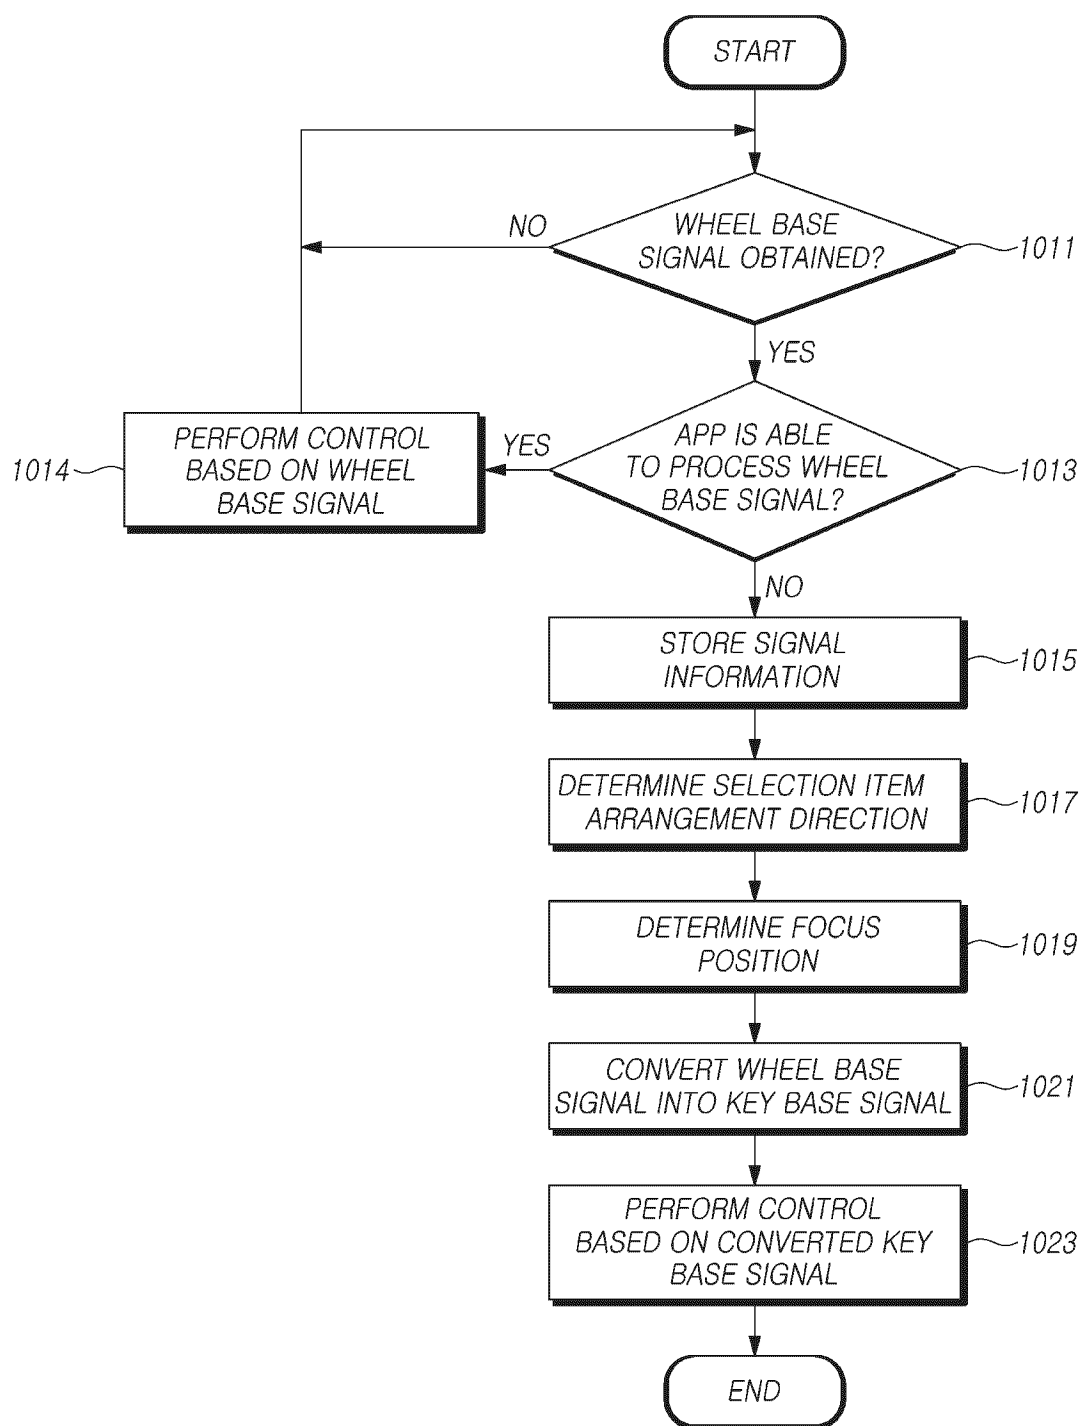 START
WHEEL BASE
SIGNAL OBTAINED?
1011
NO
YES
APP IS ABLE
TO PROCESS WHEEL
BASE SIGNAL?
1013
YES
PERFORM CONTROL
BASED ON WHEEL
BASE SIGNAL
1014
NO
STORE SIGNAL
INFORMATION
1015
DETERMINE SELECTION ITEM
ARRANGEMENT DIRECTION
1017
DETERMINE FOCUS
POSITION
1019
CONVERT WHEEL BASE
SIGNAL INTO KEY BASE SIGNAL
1021
PERFORM CONTROL
BASED ON CONVERTED KEY
BASE SIGNAL
1023
END